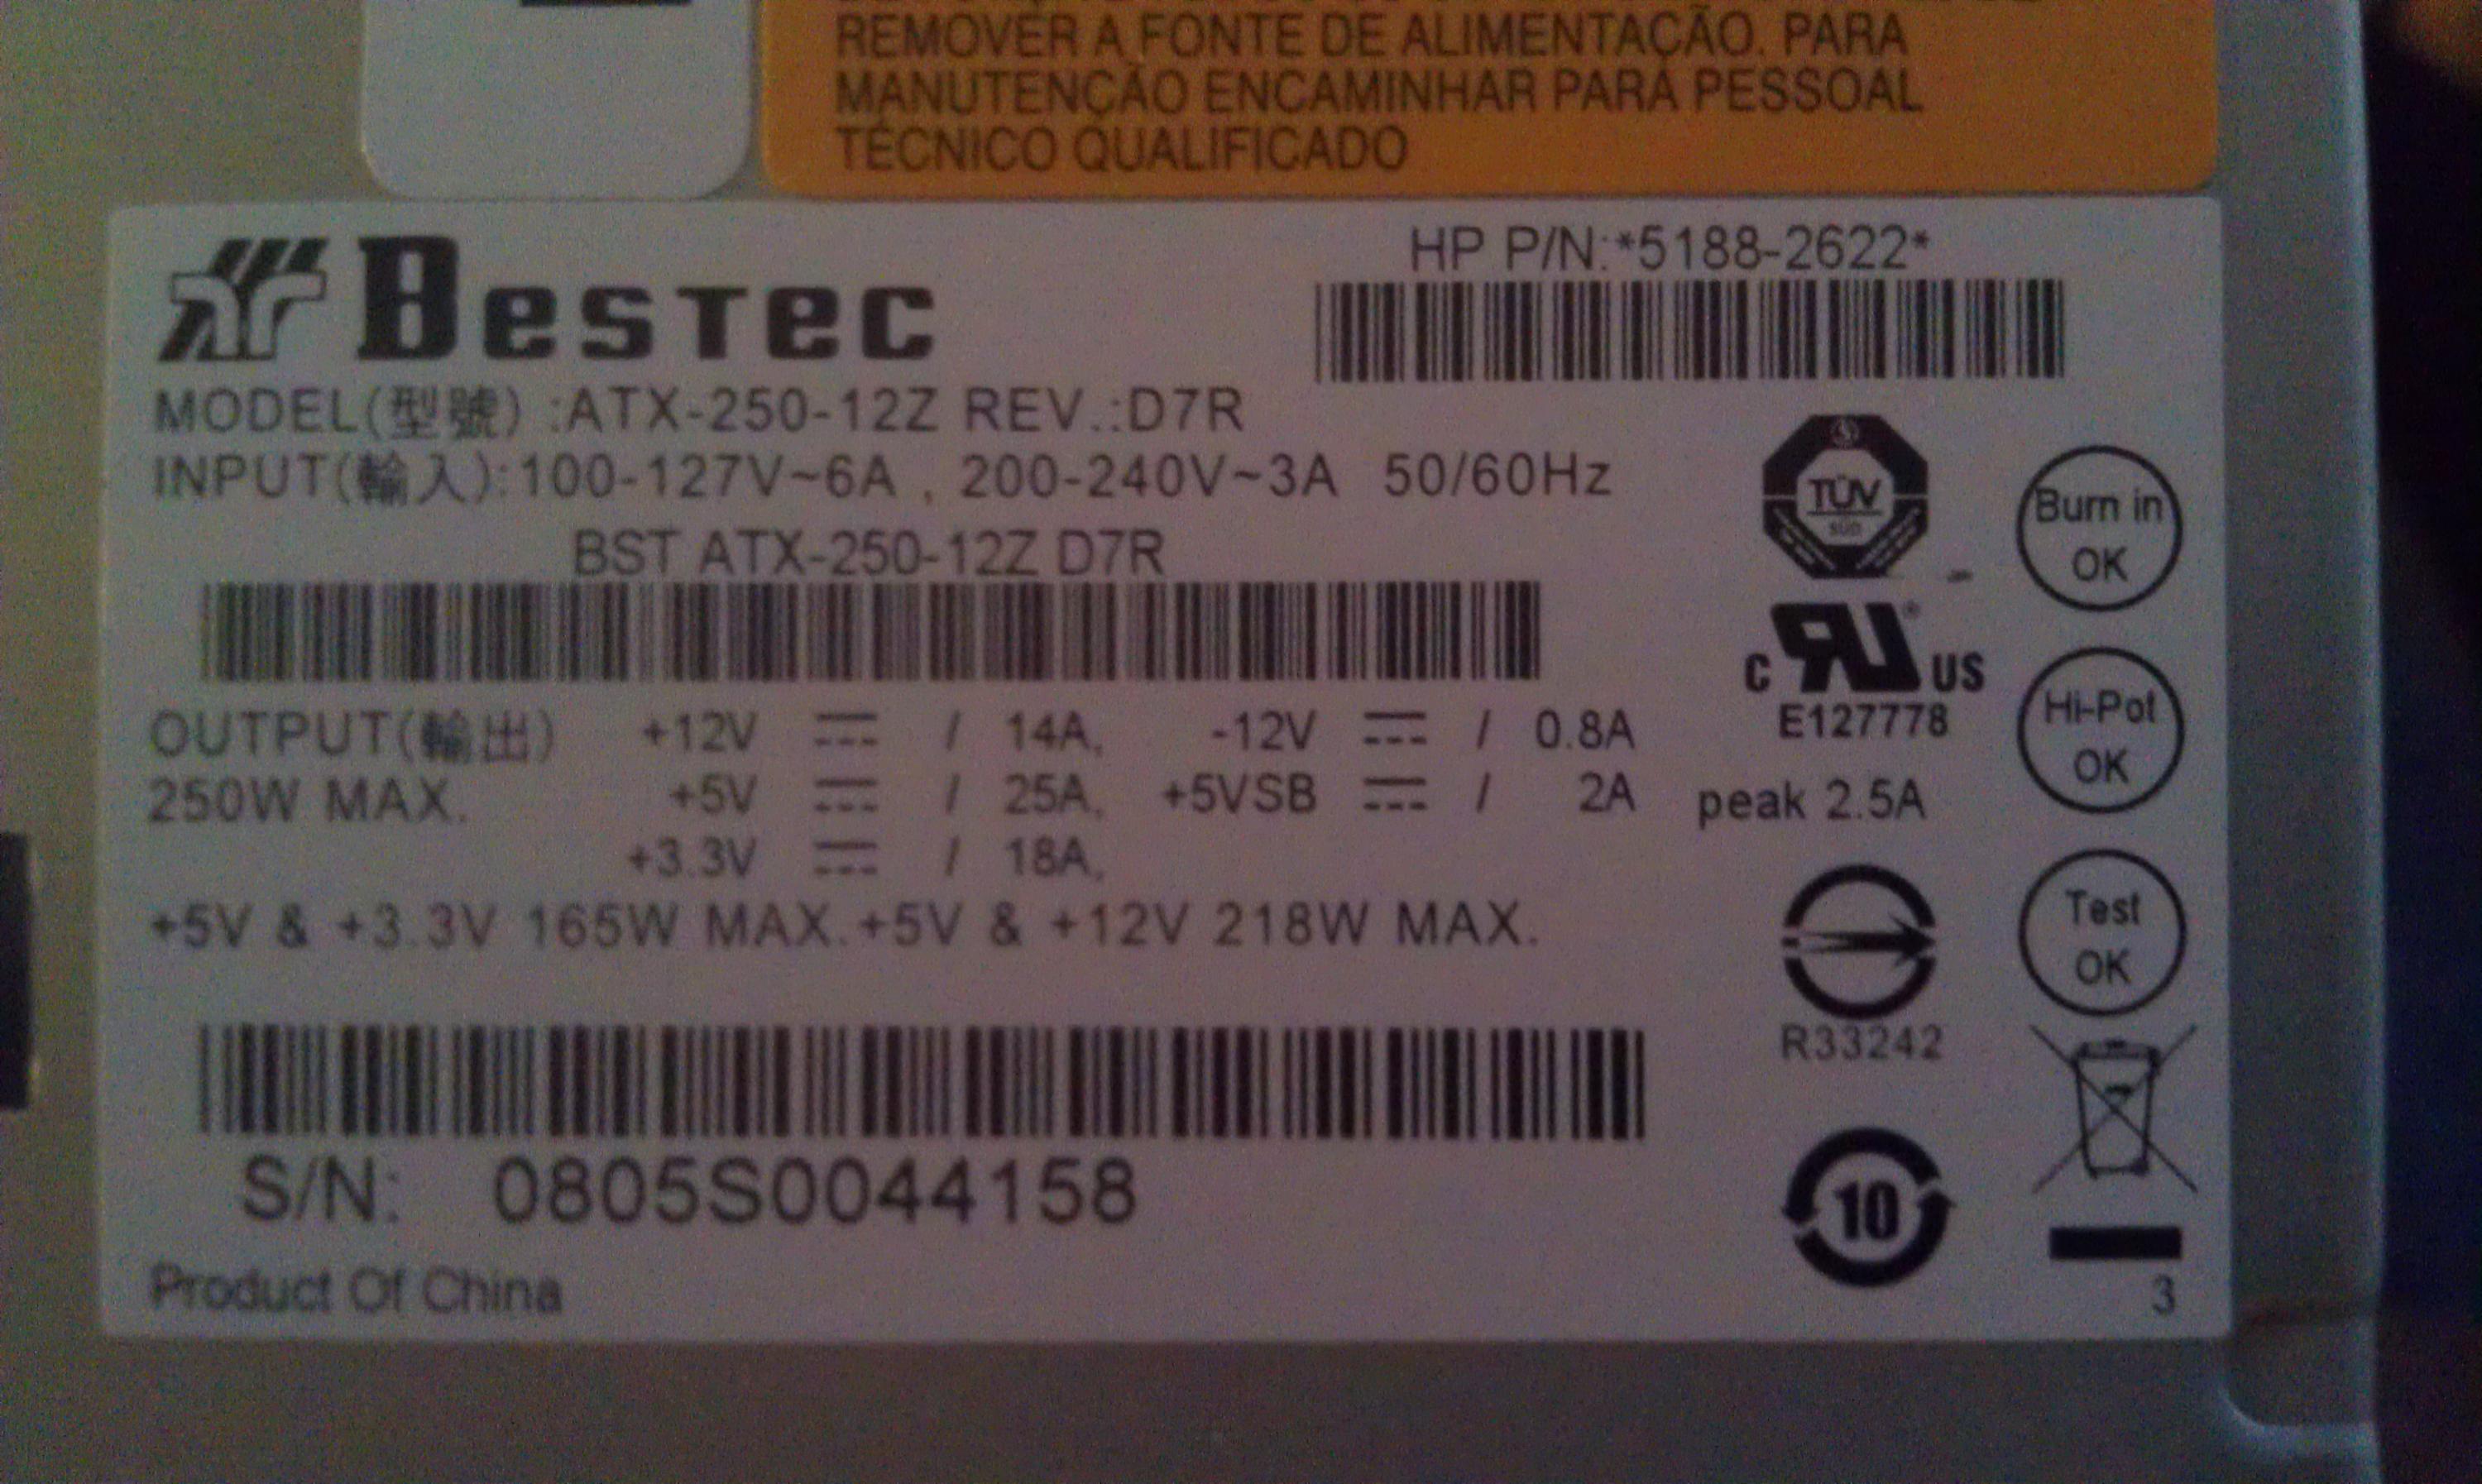 REMOVER A FONTE DE ALIMENTAÇÃO. PARA
MANUTENÇÃO ENCAMINHAR PARA PESSOAL
TÉCNICO QUALIFICADO
Bestec
HP P/N:*5188-2622*
MODEL(型號) :ATX-250-12Z REV.:D7R
INPUT(輸入):100-127V~6A , 200-240V~3A 50/60Hz
BST ATX-250-12Z D7R
TÜV
SÜD
Burn in
OK
C RU® US
E127778
Hi-Pot
OK
OUTPUT(輸出) +12V ⎓ / 14A, -12V ⎓ / 0.8A
250W MAX. +5V ⎓ / 25A, +5VSB ⎓ / 2A peak 2.5A
+3.3V ⎓ / 18A,
+5V & +3.3V 165W MAX.+5V & +12V 218W MAX.
Test
OK
R33242
S/N: 0805S0044158
10
Product Of China
3